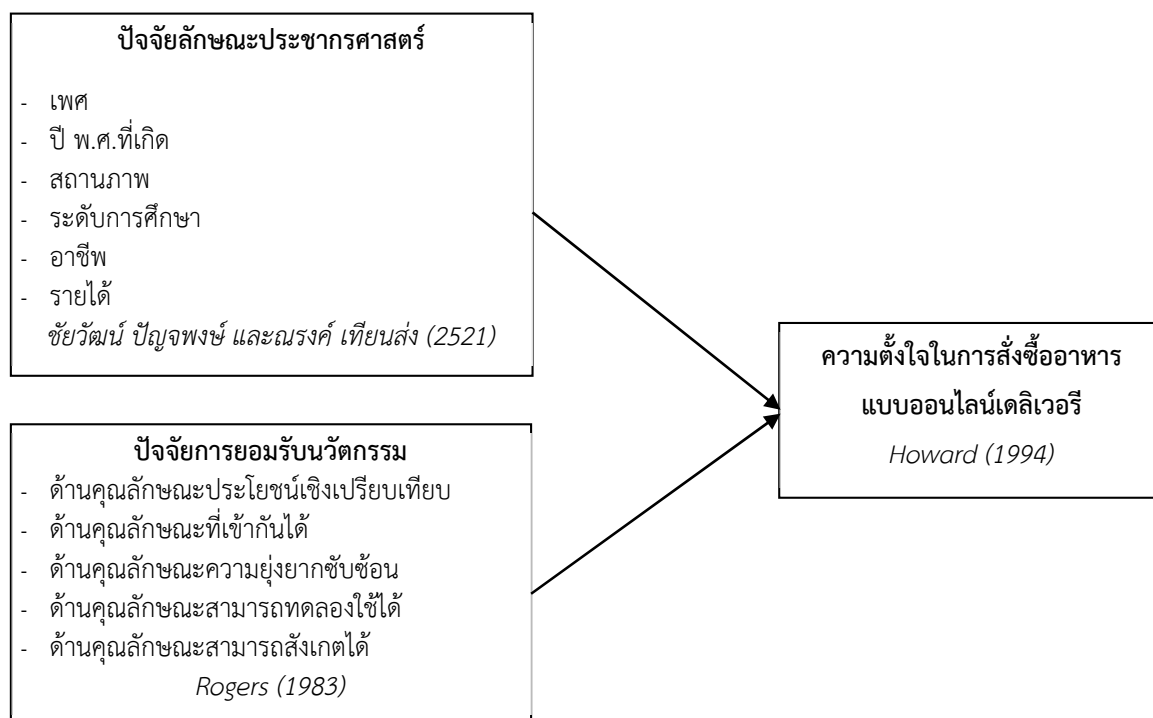 ปัจจัยลักษณะประชากรศาสตร์
- เพศ
- ปี พ.ศ.ที่เกิด
- สถานภาพ
- ระดับการศึกษา
- อาชีพ
- รายได้
ชัยวัฒน์ ปัญจพงษ์ และณรงค์ เทียนส่ง (2521)
ปัจจัยการยอมรับนวัตกรรม
- ด้านคุณลักษณะประโยชน์เชิงเปรียบเทียบ
- ด้านคุณลักษณะที่เข้ากันได้
- ด้านคุณลักษณะความยุ่งยากซับซ้อน
- ด้านคุณลักษณะสามารถทดลองใช้ได้
- ด้านคุณลักษณะสามารถสังเกตได้
Rogers (1983)
ความตั้งใจในการสั่งซื้ออาหาร
แบบออนไลน์เดลิเวอรี
Howard (1994)